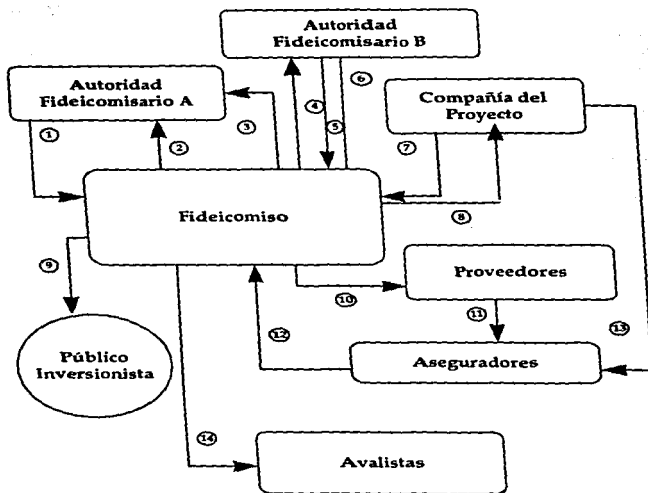 Autoridad
Fideicomisario B
Autoridad
Fideicomisario A
Compañía del
Proyecto
1
2
3
4
5
6
7
Fideicomiso
8
9
10
Proveedores
11
12
13
Público
Inversionista
Aseguradores
14
Avalistas